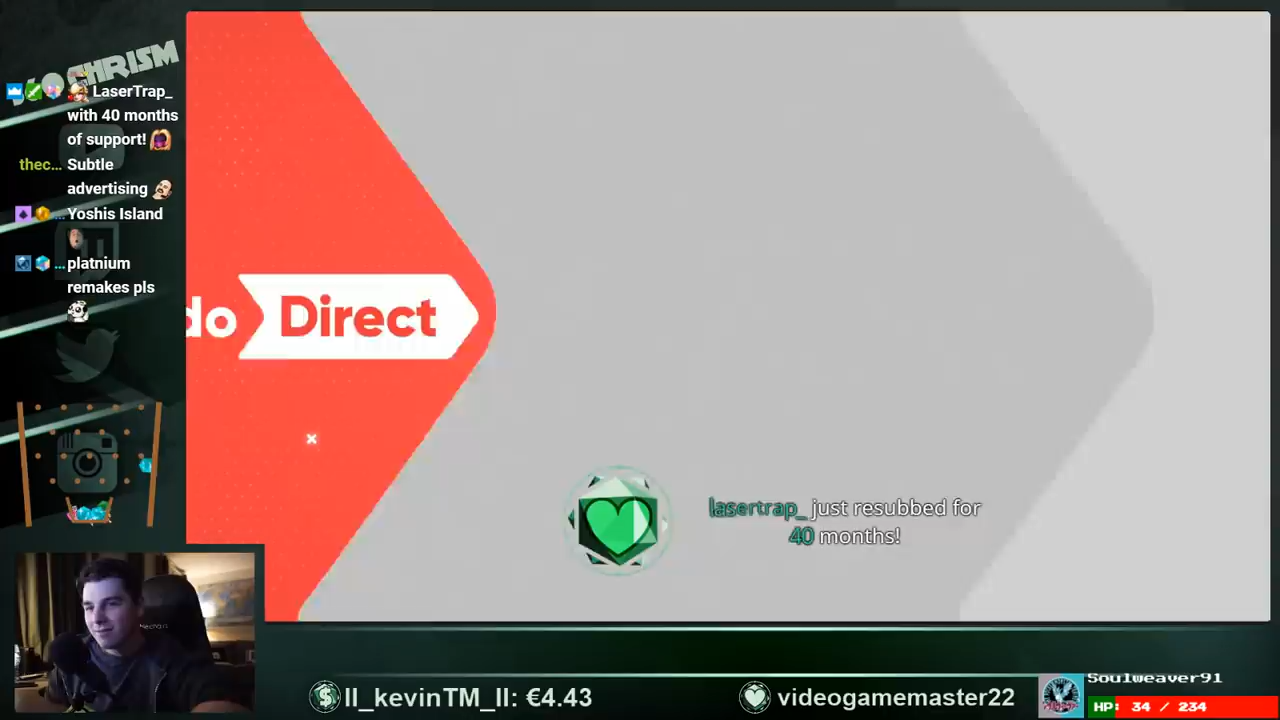 360CHRISM
LaserTrap_
with 40 months
of support!
thec... Subtle
advertising
... Yoshis Island
... platnium
remakes pls
do Direct
lasertrap_ just resubbed for
40 months!
ll_kevinTM_ll: €4.43
videogamemaster22
Soulweaver91
HP: 34 / 234